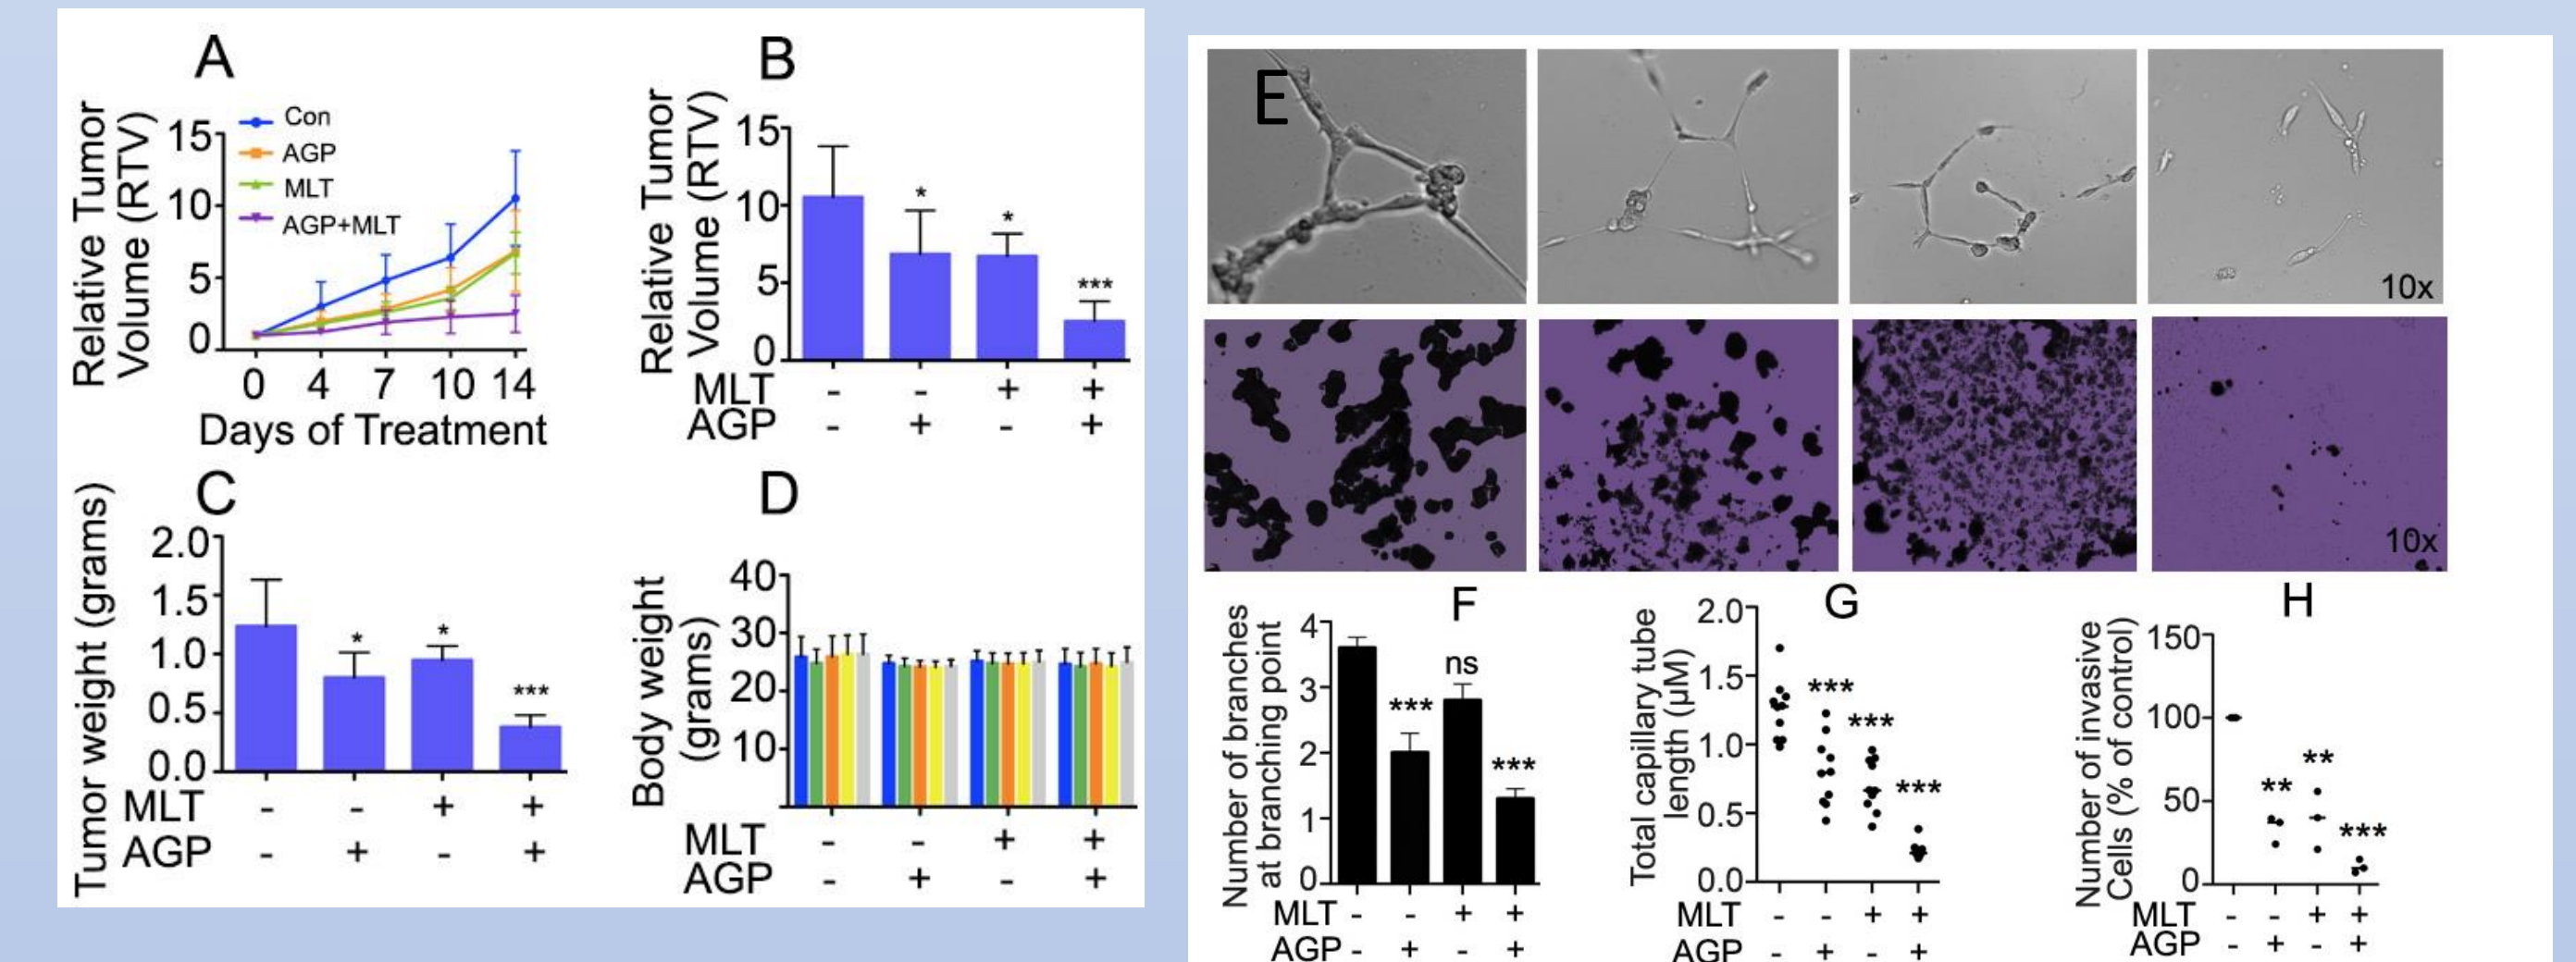 A
Relative Tumor
Volume (RTV)
15
10
5
0
Con
AGP
MLT
AGP+MLT
0 4 7 10 14
Days of Treatment
B
Relative Tumor
Volume (RTV)
15
10
5
0
* * ***
MLT - - + +
AGP - + - +
C
Tumor weight (grams)
2.0
1.5
1.0
0.5
0.0
* * ***
MLT - - + +
AGP - + - +
D
Body weight
(grams)
40
30
20
10
MLT - - + +
AGP - + - +
E
10x
10x
F
Number of branches
at branching point
4
3
2
1
0
*** ns ***
MLT - - + +
AGP - + - +
G
Total capillary tube
length (µM)
2.0
1.5
1.0
0.5
0.0
*** *** ***
MLT - - + +
AGP - + - +
H
Number of invasive
Cells (% of control)
150
100
50
0
** ** ***
MLT - - + +
AGP - + - +